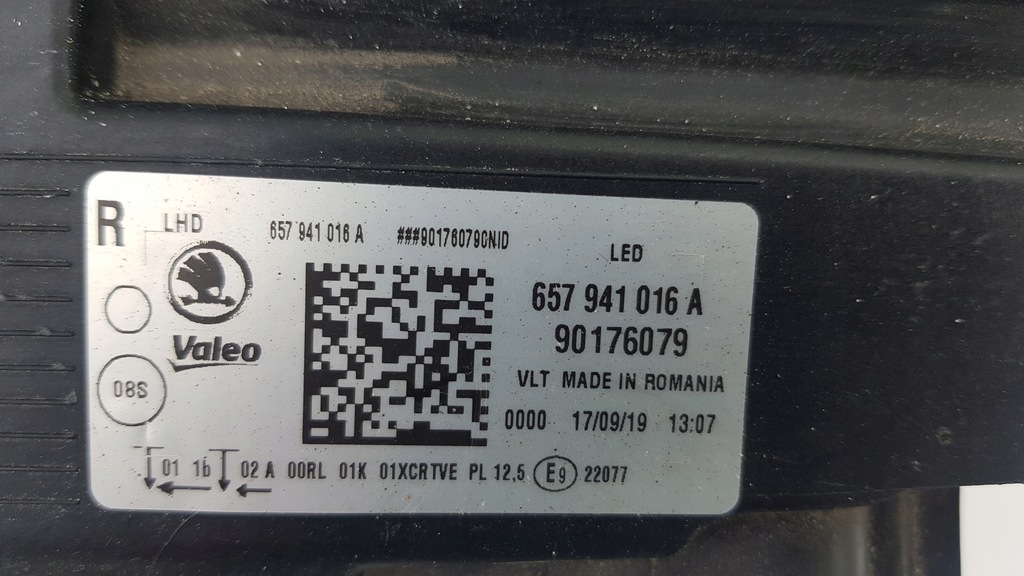 R LHD 657 941 016 A ###90176079CNID
LED
657 941 016 A
90176079
Valeo
VLT MADE IN ROMANIA
08S
0000 17/09/19 13:07
01 1b 02 A 00RL 01K 01XCRTVE PL 12,5 E9 22077